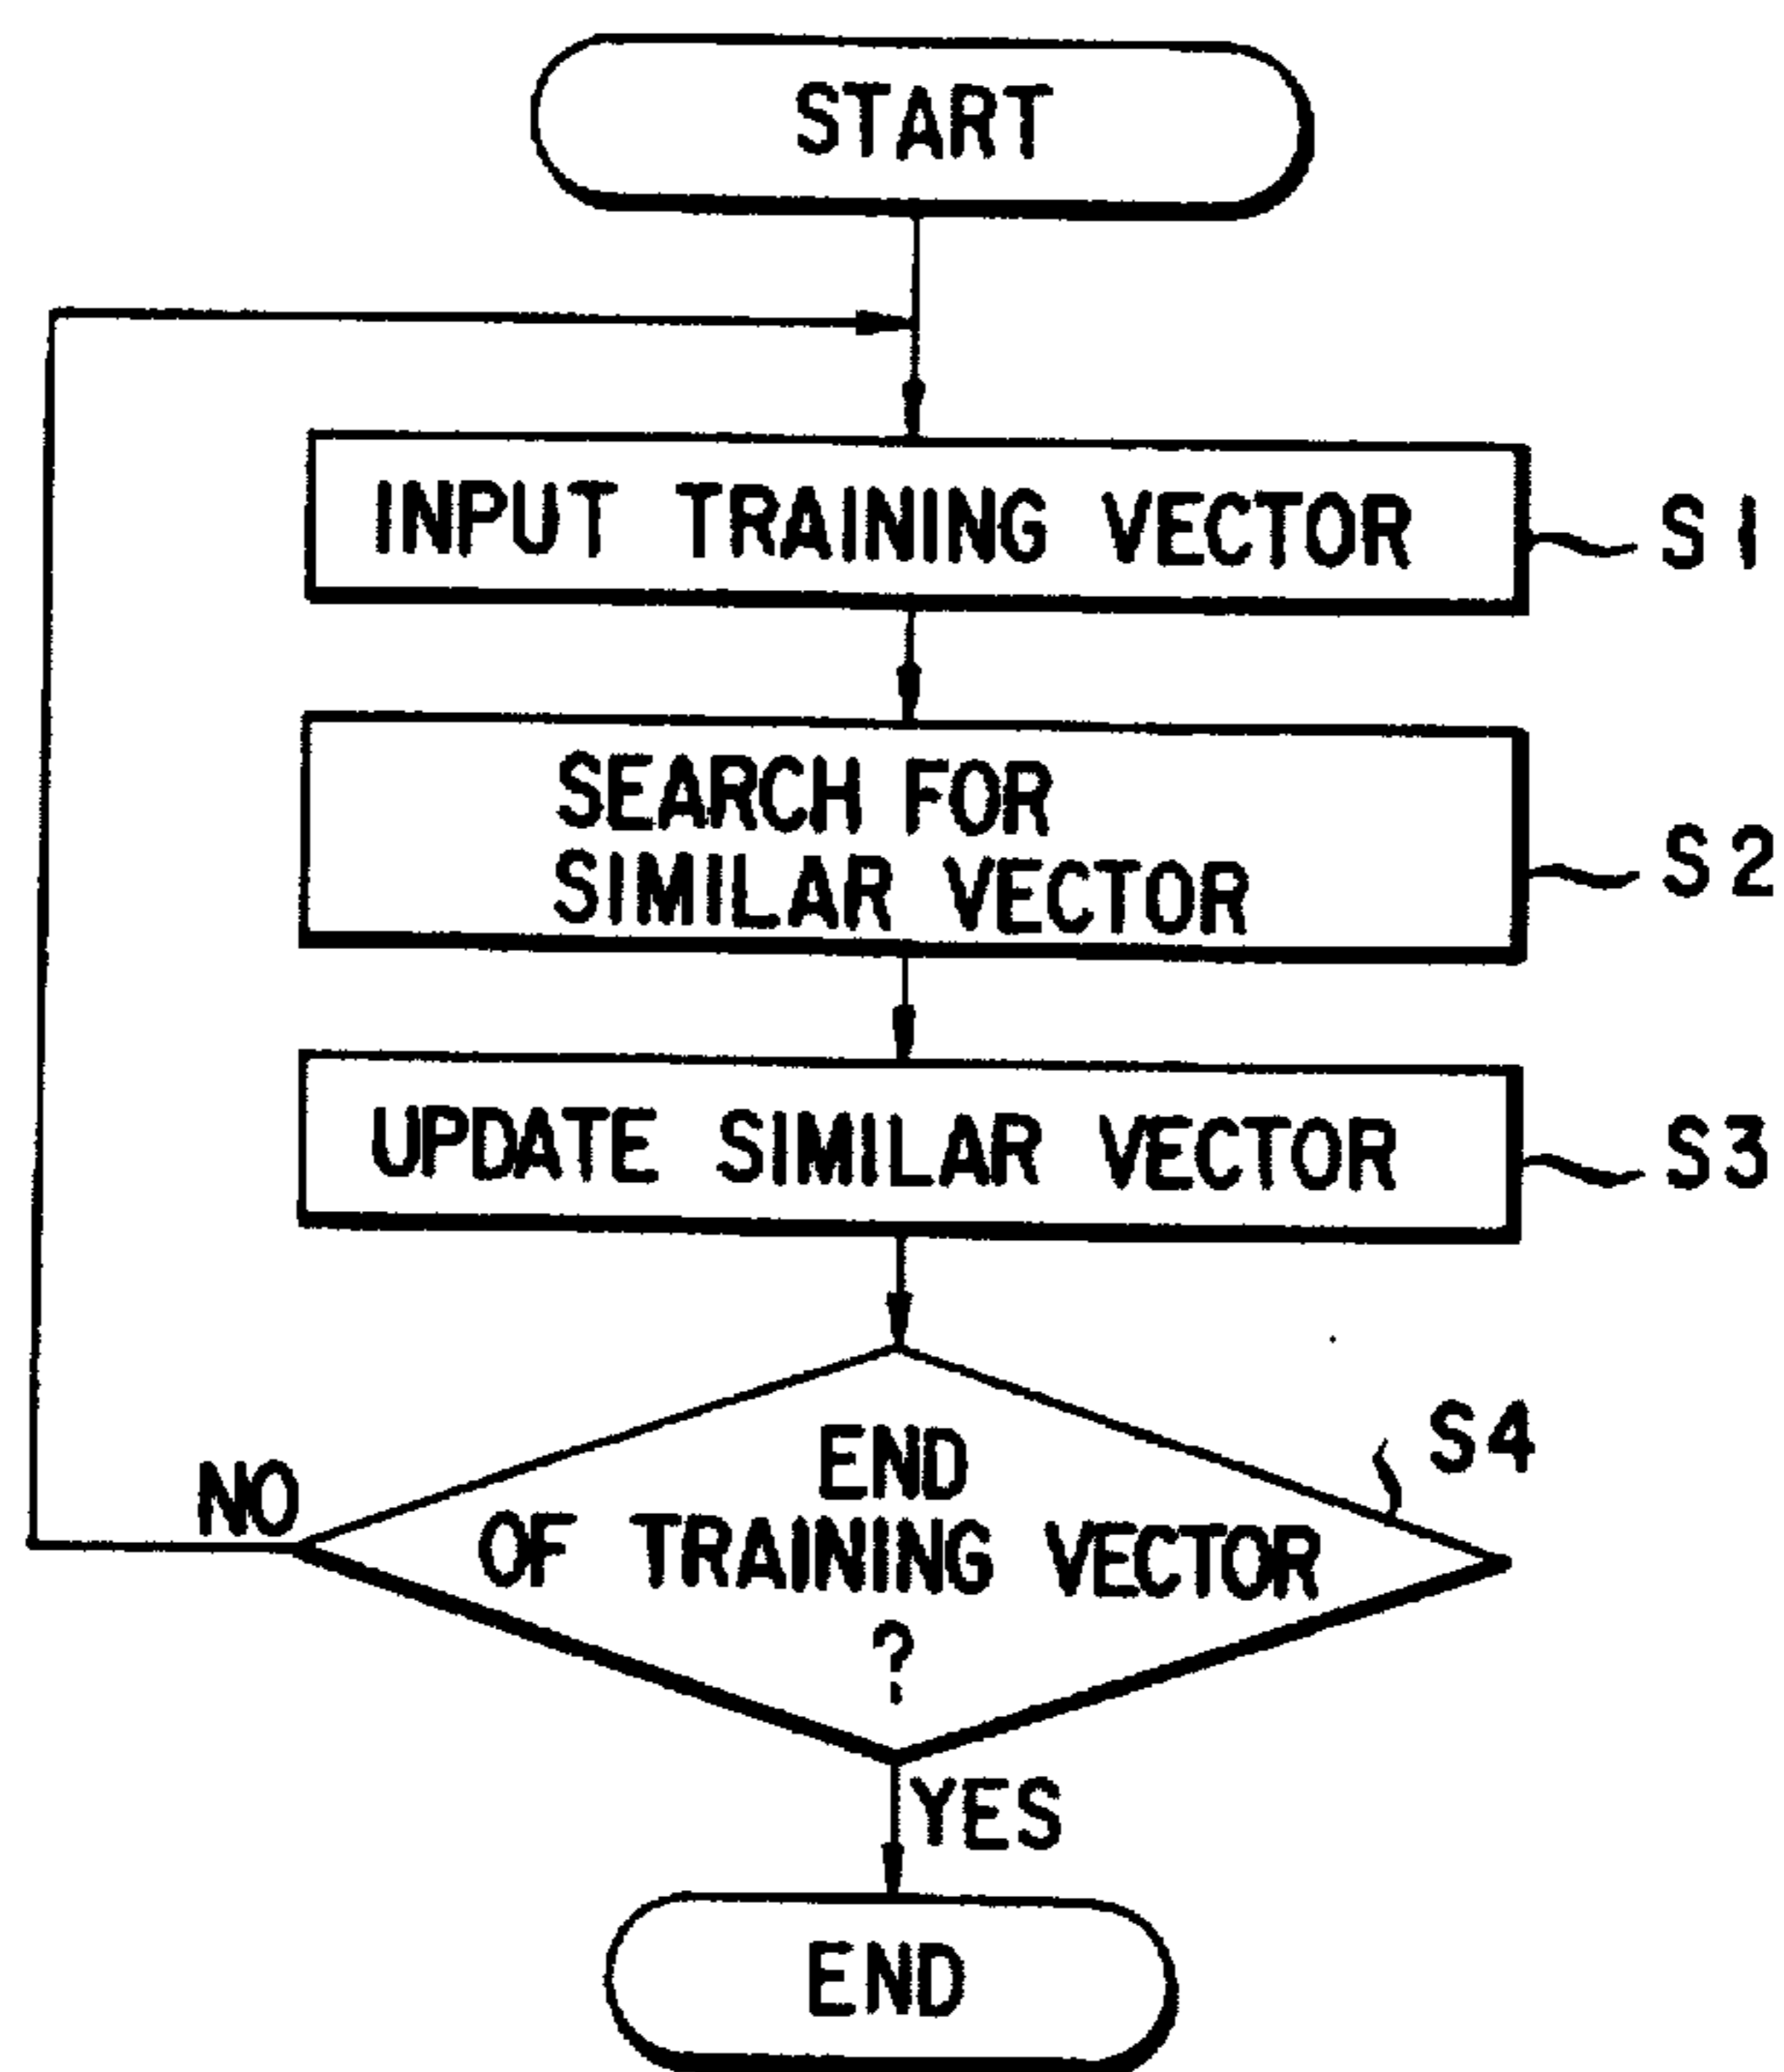 START
INPUT TRAINING VECTOR
S1
SEARCH FOR
SIMILAR VECTOR
S2
UPDATE SIMILAR VECTOR
S3
END
OF TRAINING VECTOR
?
S4
NO
YES
END